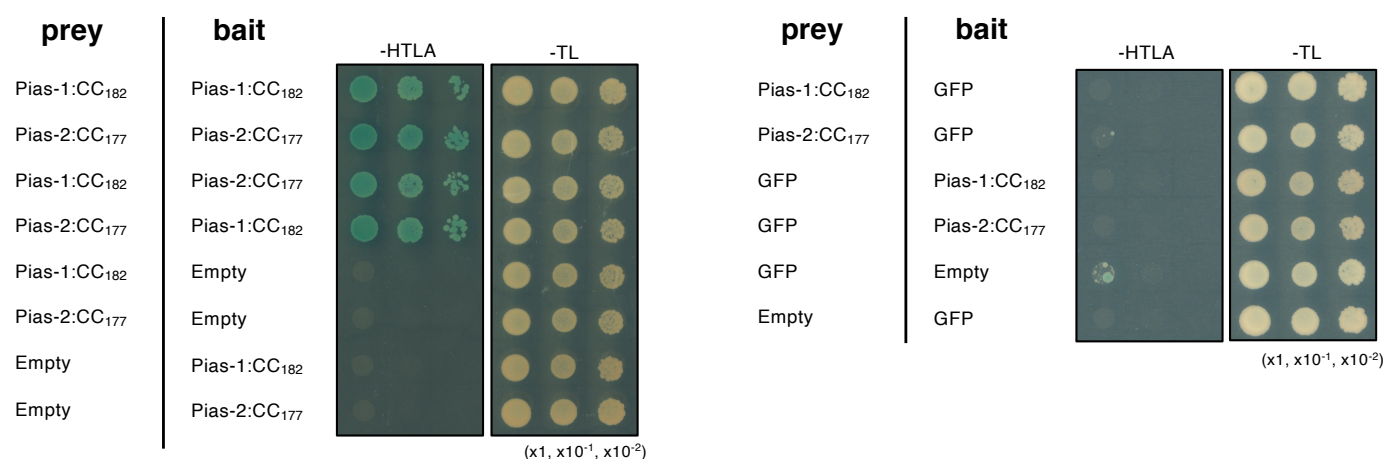 prey bait
-HTLA -TL
Pias-1:CC182 Pias-1:CC182
Pias-2:CC177 Pias-2:CC177
Pias-1:CC182 Pias-2:CC177
Pias-2:CC177 Pias-1:CC182
Pias-1:CC182 Empty
Pias-2:CC177 Empty
Empty Pias-1:CC182
Empty Pias-2:CC177
(x1, x10-1, x10-2)
prey bait
-HTLA -TL
Pias-1:CC182 GFP
Pias-2:CC177 GFP
GFP Pias-1:CC182
GFP Pias-2:CC177
GFP Empty
Empty GFP
(x1, x10-1, x10-2)